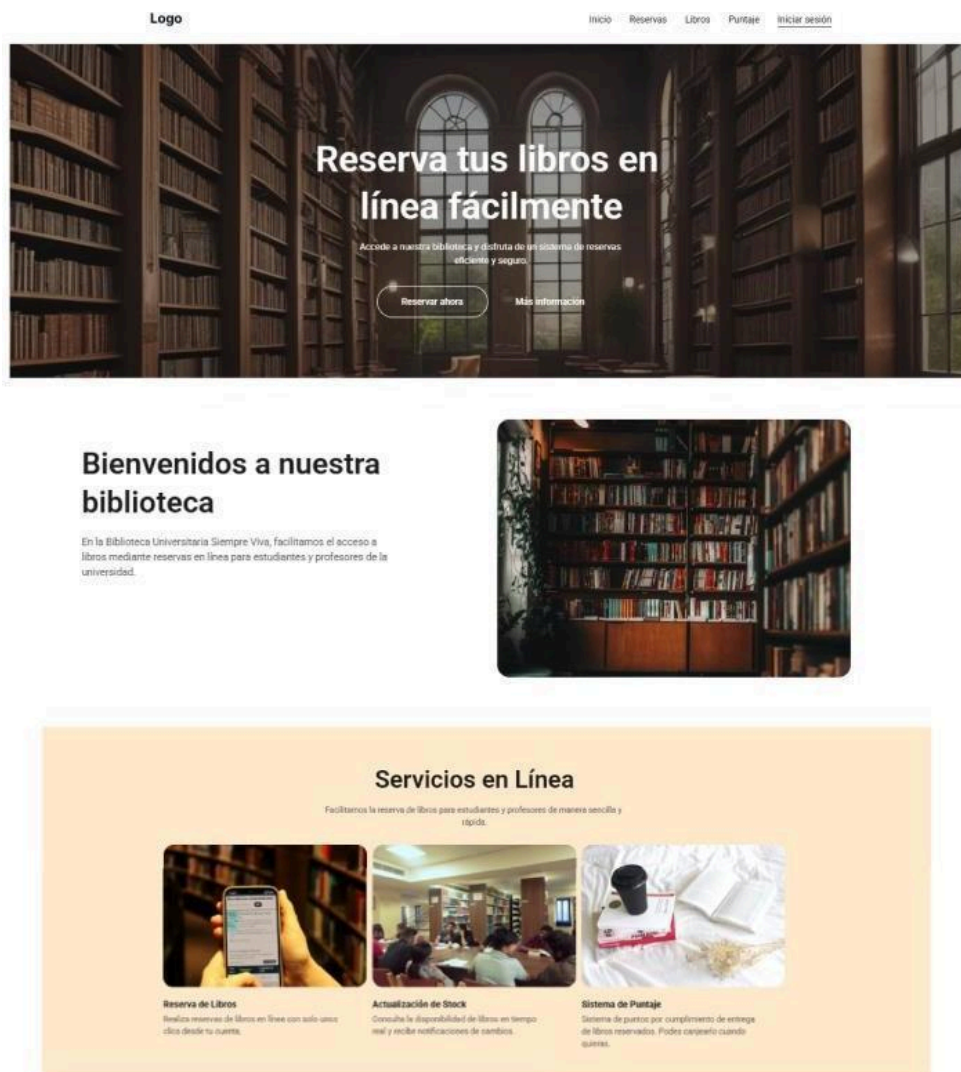 Logo
Inicio Reservas Libros Puntaje Iniciar sesión
Reserva tus libros en
línea fácilmente
Accede a nuestra biblioteca y disfruta de un sistema de reservas
eficiente y seguro.
Reservar ahora Más información
Bienvenidos a nuestra
biblioteca
En la Biblioteca Universitaria Siempre Viva, facilitamos el acceso a
libros mediante reservas en línea para estudiantes y profesores de la
universidad.
Servicios en Línea
Facilitamos la reserva de libros para estudiantes y profesores de manera sencilla y
rápida.
Reserva de Libros
Realiza reservas de libros en línea con solo unos
clics desde tu cuenta.
Actualización de Stock
Consulta la disponibilidad de libros en tiempo
real y recibe notificaciones de cambios.
Sistema de Puntaje
Sistema de puntos por cumplimiento de entrega
de libros reservados. Podes canjearlo cuando
quieras.